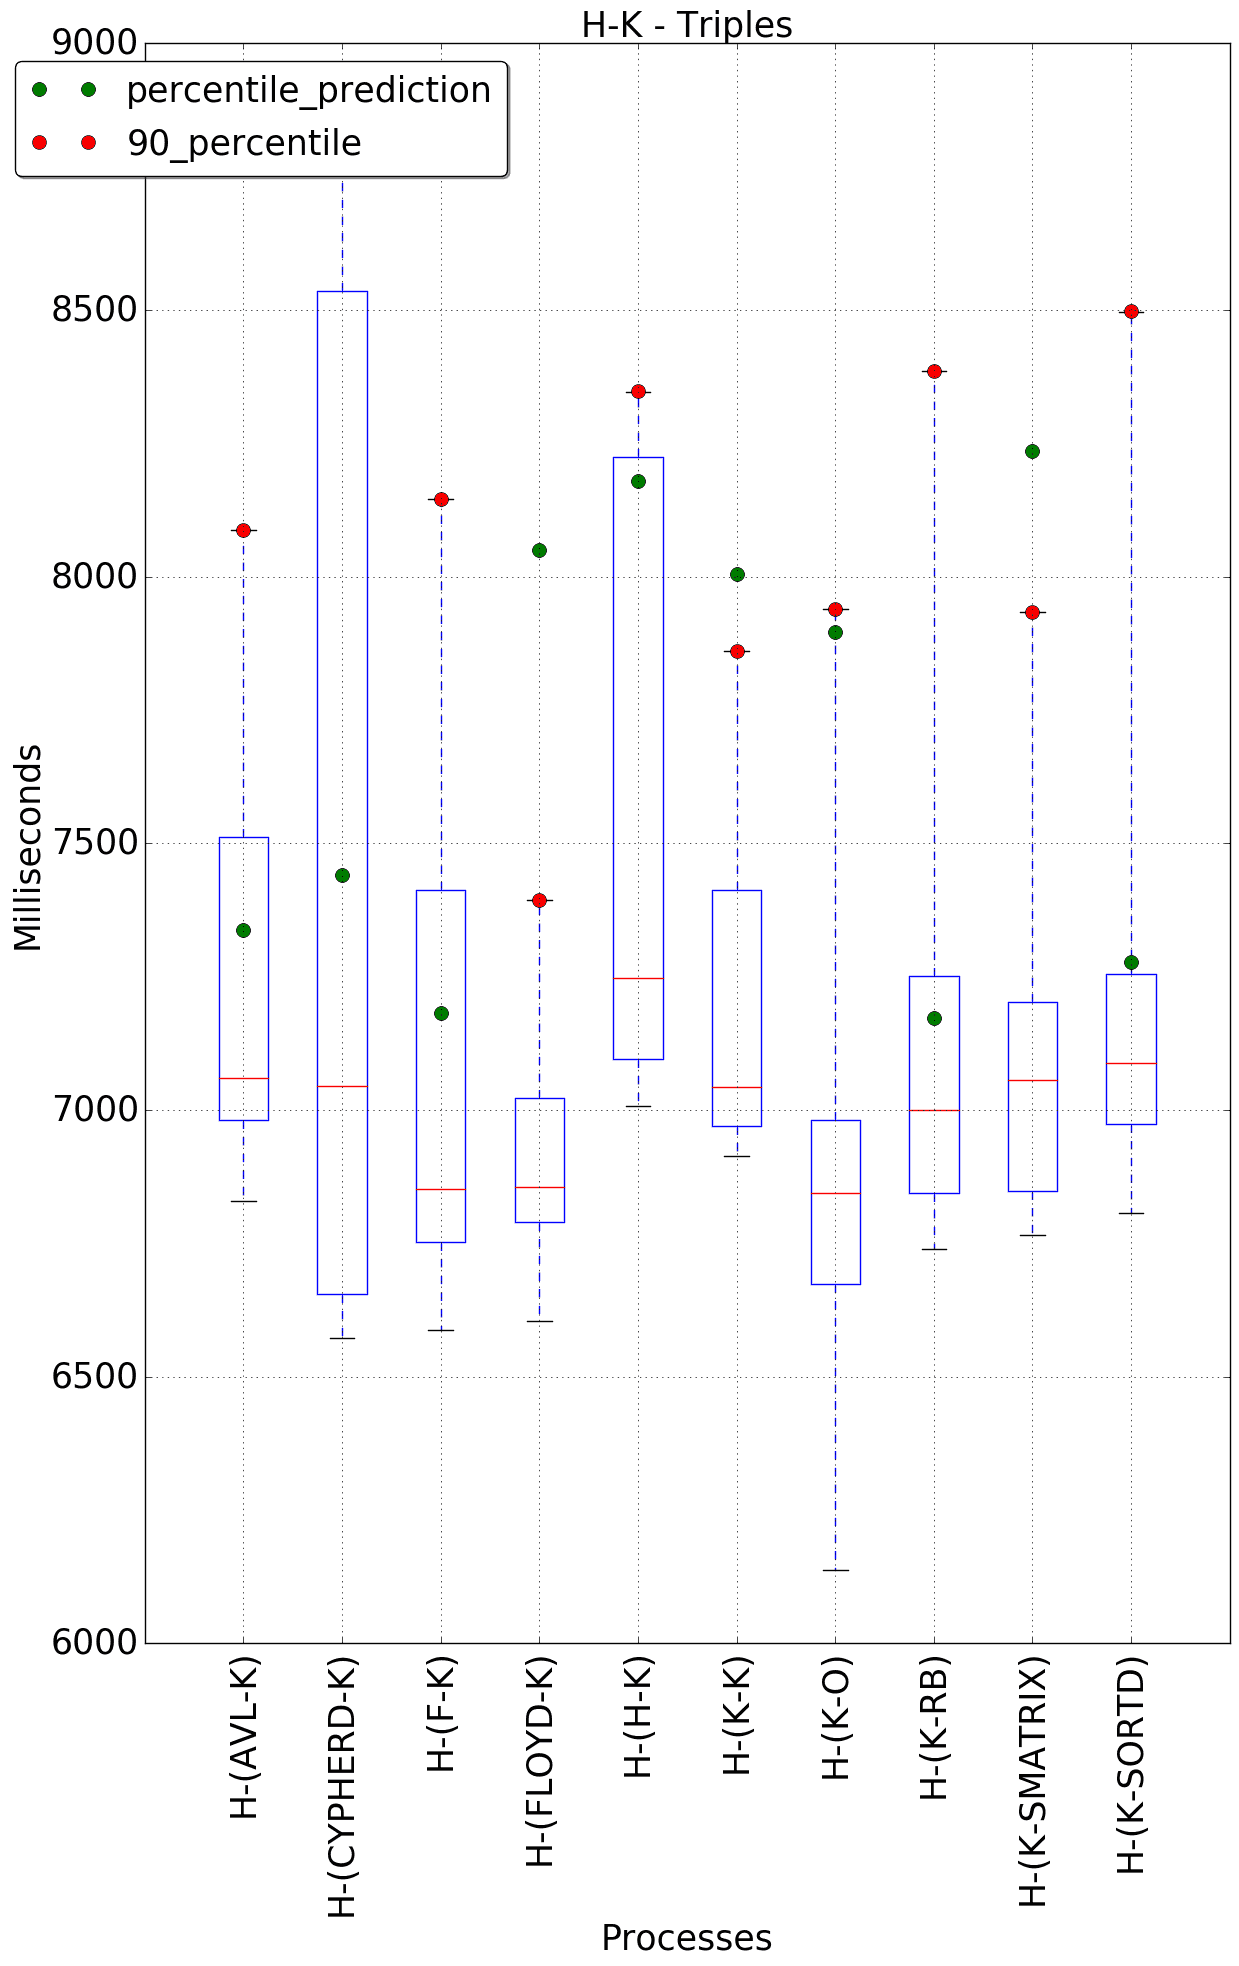 H-K - Triples
9000
percentile_prediction
90_percentile
8500
8000
7500
7000
6500
6000
Milliseconds
H-(AVL-K)
H-(CYPHERD-K)
H-(F-K)
H-(FLOYD-K)
H-(H-K)
H-(K-K)
H-(K-O)
H-(K-RB)
H-(K-SMATRIX)
H-(K-SORTD)
Processes